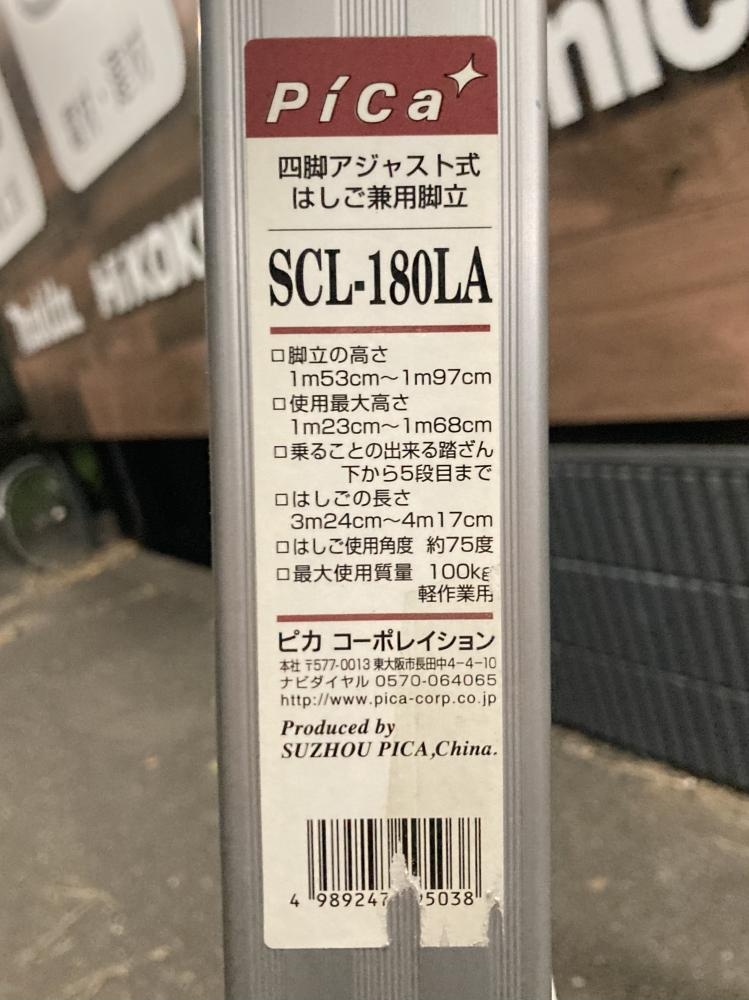 PiCa
四脚アジャスト式
はしご兼用脚立
SCL-180LA
□脚立の高さ
1m53cm～1m97cm
□使用最大高さ
1m23cm～1m68cm
□乗ることの出来る踏ざん
下から5段目まで
□はしごの長さ
3m24cm～4m17cm
□はしご使用角度 約75度
□最大使用質量 100kg
軽作業用
ピカ コーポレイション
本社 〒577-0013 東大阪市長田中4-4-10
ナビダイヤル 0570-064065
http://www.pica-corp.co.jp
Produced by
SUZHOU PICA,China.
4 989247 5038
HiKOKI